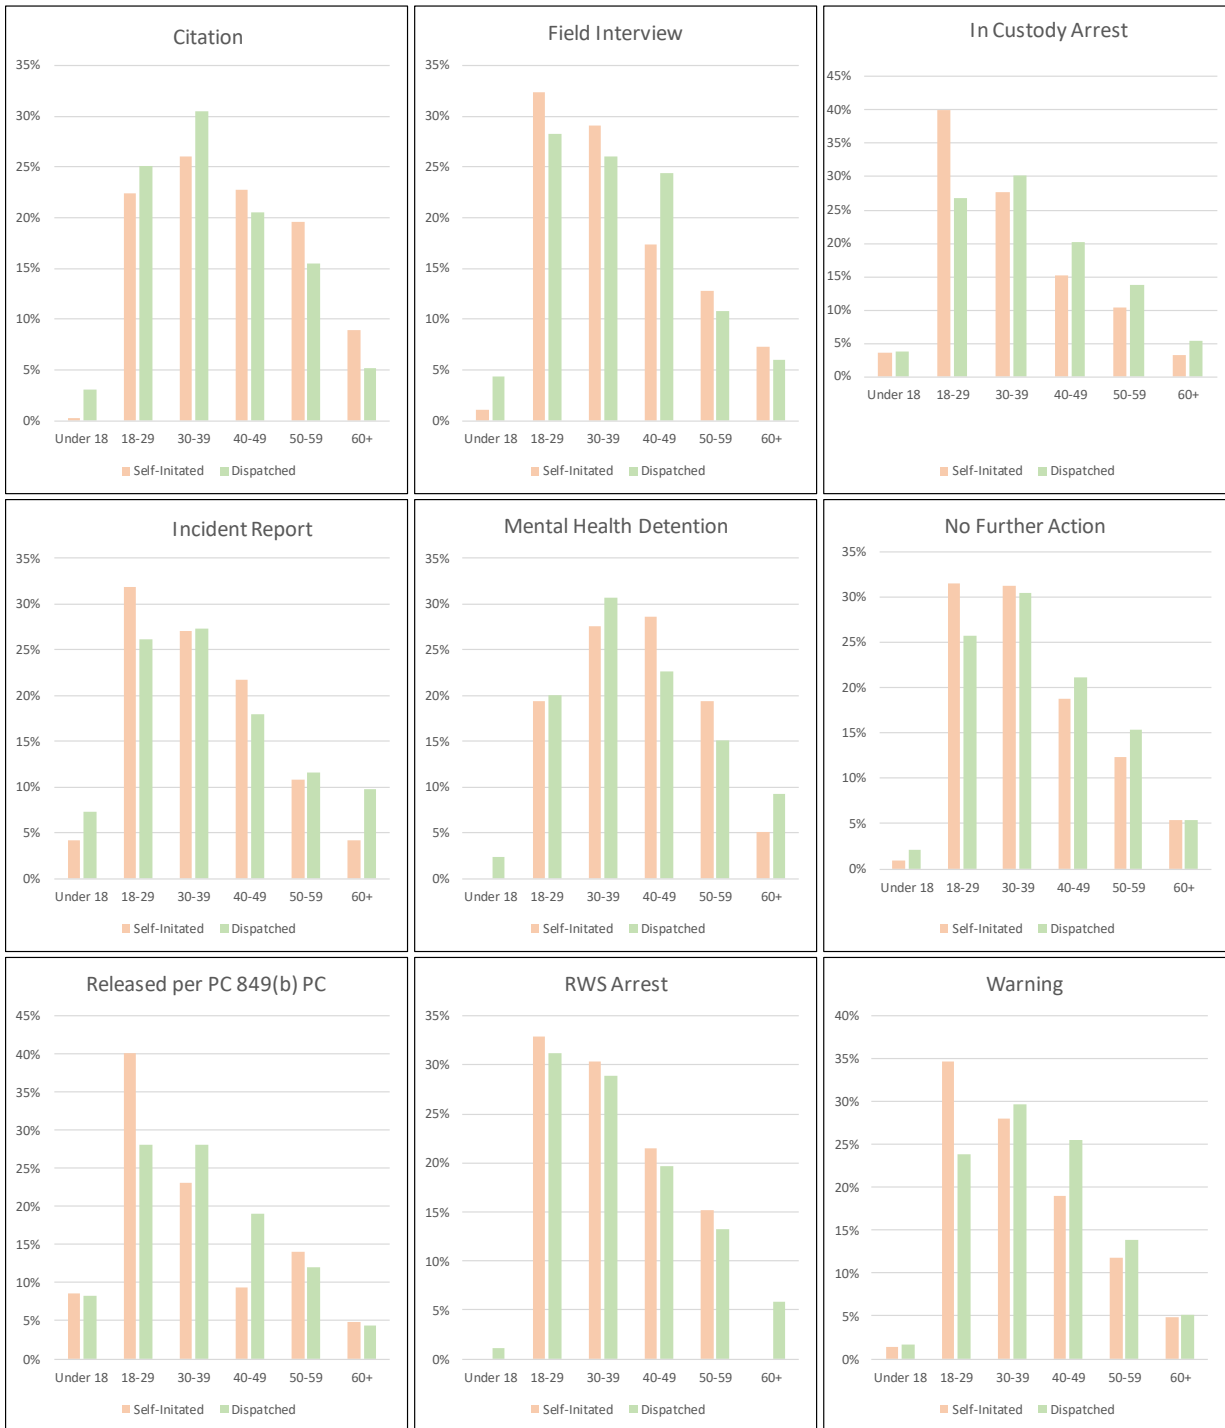 Citation
35%
30%
25%
20%
15%
10%
5%
0%
Under 18 18-29 30-39 40-49 50-59 60+
Self-Initated Dispatched
Field Interview
35%
30%
25%
20%
15%
10%
5%
0%
Under 18 18-29 30-39 40-49 50-59 60+
Self-Initated Dispatched
In Custody Arrest
45%
40%
35%
30%
25%
20%
15%
10%
5%
0%
Under 18 18-29 30-39 40-49 50-59 60+
Self-Initated Dispatched
Incident Report
35%
30%
25%
20%
15%
10%
5%
0%
Under 18 18-29 30-39 40-49 50-59 60+
Self-Initated Dispatched
Mental Health Detention
35%
30%
25%
20%
15%
10%
5%
0%
Under 18 18-29 30-39 40-49 50-59 60+
Self-Initated Dispatched
No Further Action
35%
30%
25%
20%
15%
10%
5%
0%
Under 18 18-29 30-39 40-49 50-59 60+
Self-Initated Dispatched
Released per PC 849(b) PC
45%
40%
35%
30%
25%
20%
15%
10%
5%
0%
Under 18 18-29 30-39 40-49 50-59 60+
Self-Initated Dispatched
RWS Arrest
35%
30%
25%
20%
15%
10%
5%
0%
Under 18 18-29 30-39 40-49 50-59 60+
Self-Initated Dispatched
Warning
40%
35%
30%
25%
20%
15%
10%
5%
0%
Under 18 18-29 30-39 40-49 50-59 60+
Self-Initated Dispatched